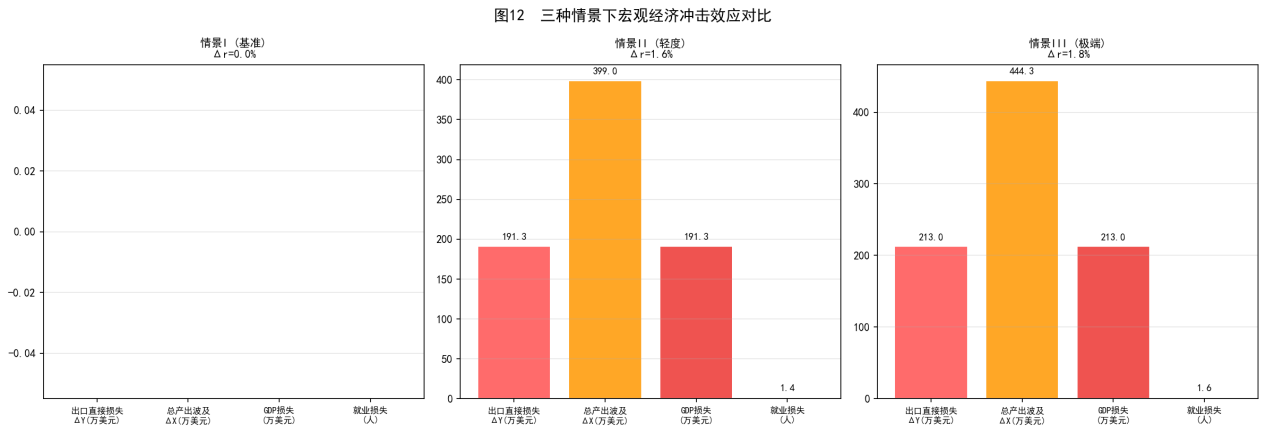 图12  三种情景下宏观经济冲击效应对比
情景I (基准)
Δr=0.0%
0.04
0.02
0.00
-0.02
-0.04
出口直接损失
ΔY(万美元)
总产出波及
ΔX(万美元)
GDP损失
(万美元)
就业损失
(人)
情景II (轻度)
Δr=1.6%
400
350
300
250
200
150
100
50
0
191.3
399.0
191.3
1.4
出口直接损失
ΔY(万美元)
总产出波及
ΔX(万美元)
GDP损失
(万美元)
就业损失
(人)
情景III (极端)
Δr=1.8%
400
300
200
100
0
213.0
444.3
213.0
1.6
出口直接损失
ΔY(万美元)
总产出波及
ΔX(万美元)
GDP损失
(万美元)
就业损失
(人)